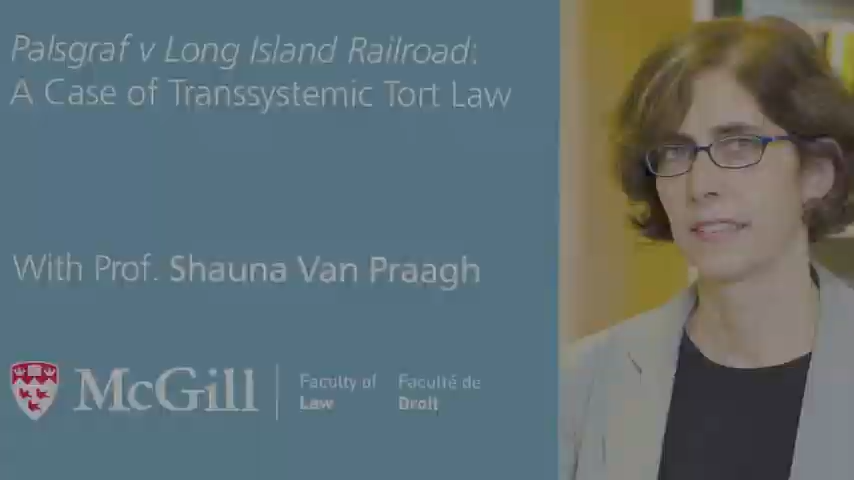 Palsgraf v Long Island Railroad:
A Case of Transsystemic Tort Law
With Prof. Shauna Van Praagh
McGill
Faculty of Law
Faculté de Droit